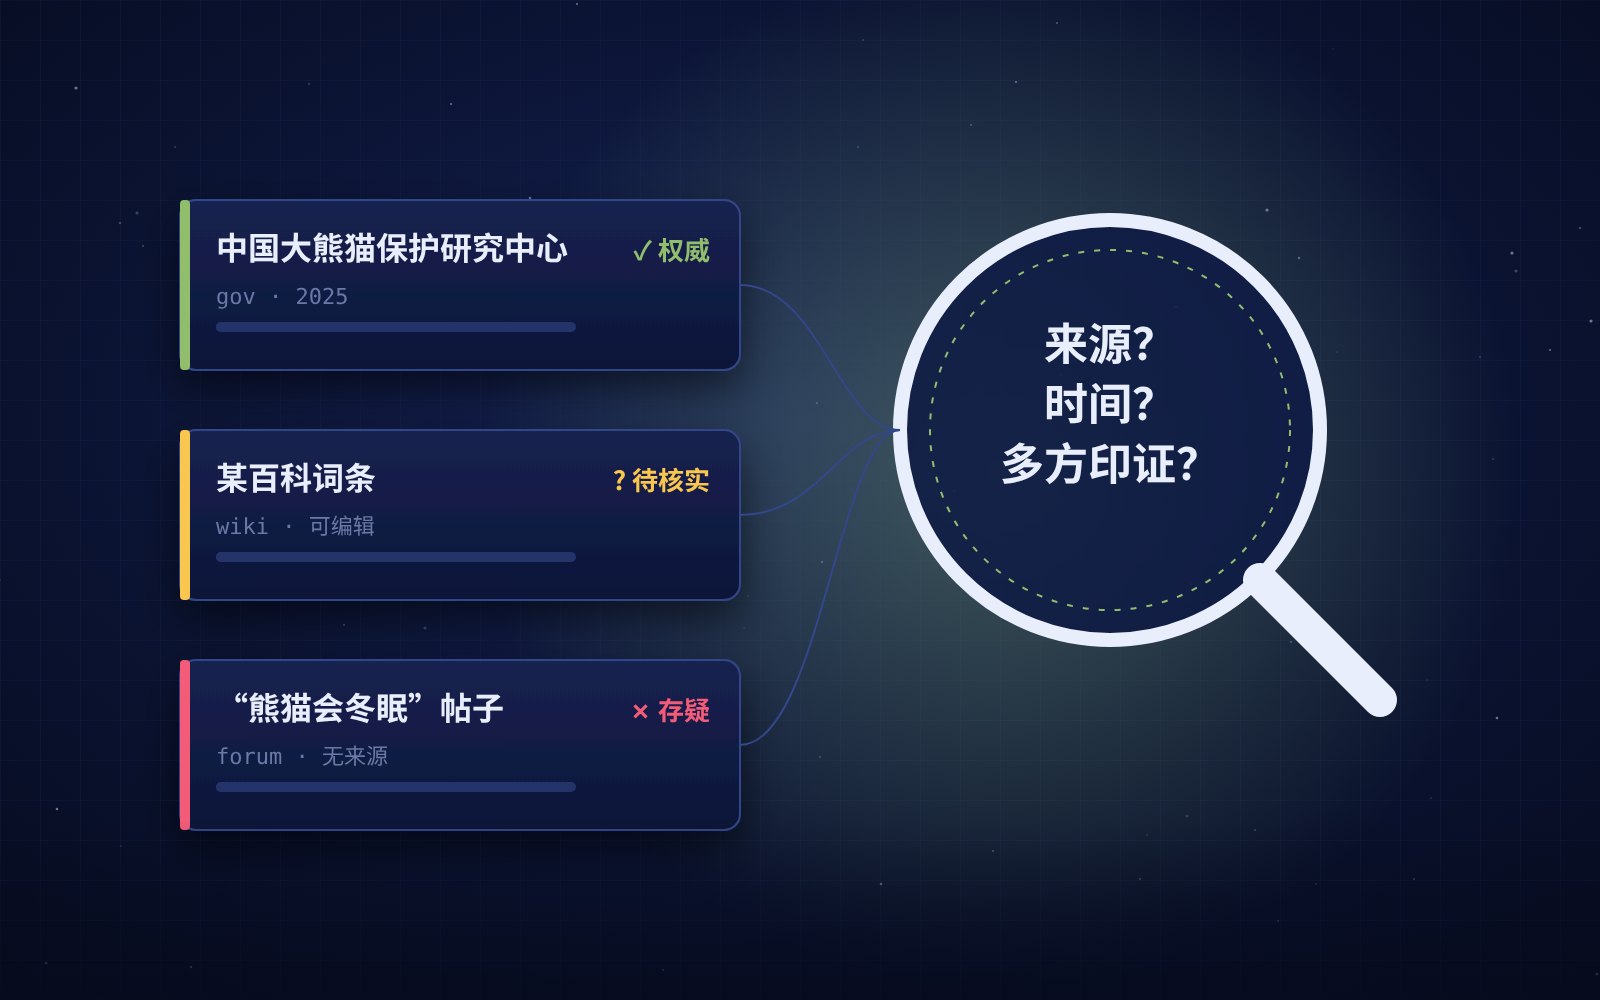 中国大熊猫保护研究中心 ✓ 权威
gov · 2025
某百科词条 ? 待核实
wiki · 可编辑
“熊猫会冬眠”帖子 × 存疑
forum · 无来源
来源?
时间?
多方印证?